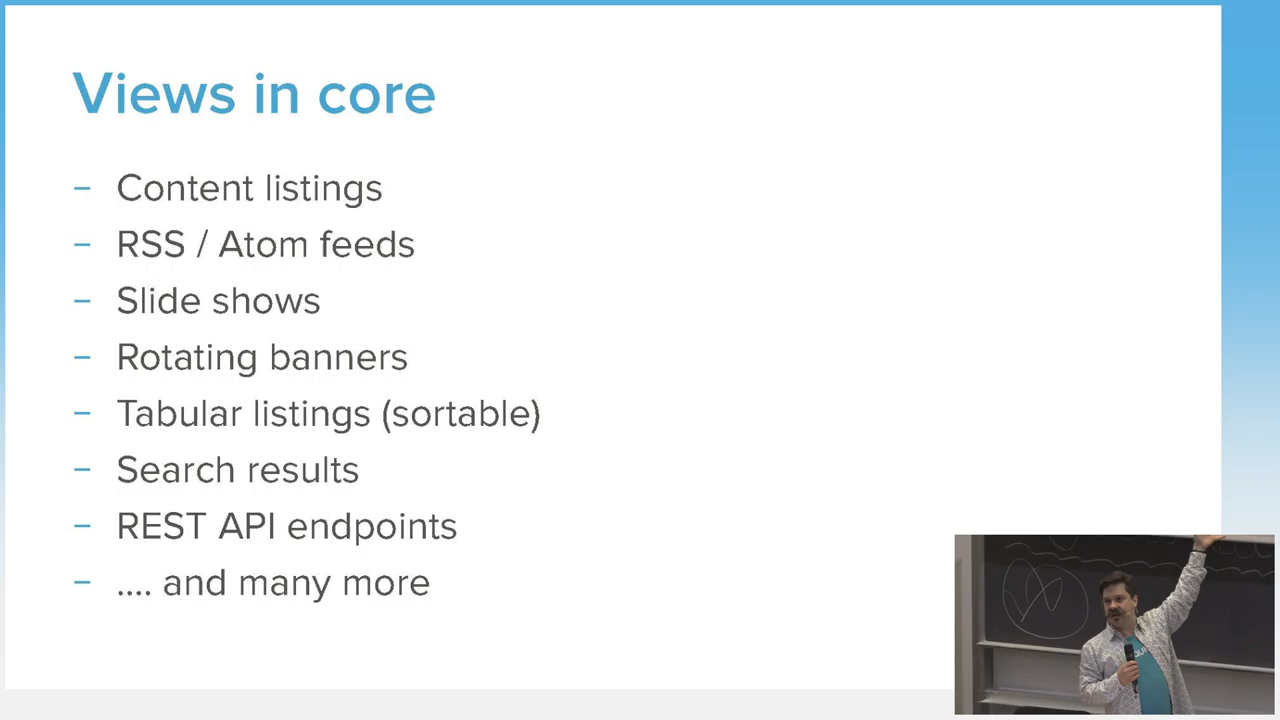 Views in core
– Content listings
– RSS / Atom feeds
– Slide shows
– Rotating banners
– Tabular listings (sortable)
– Search results
– REST API endpoints
– .... and many more